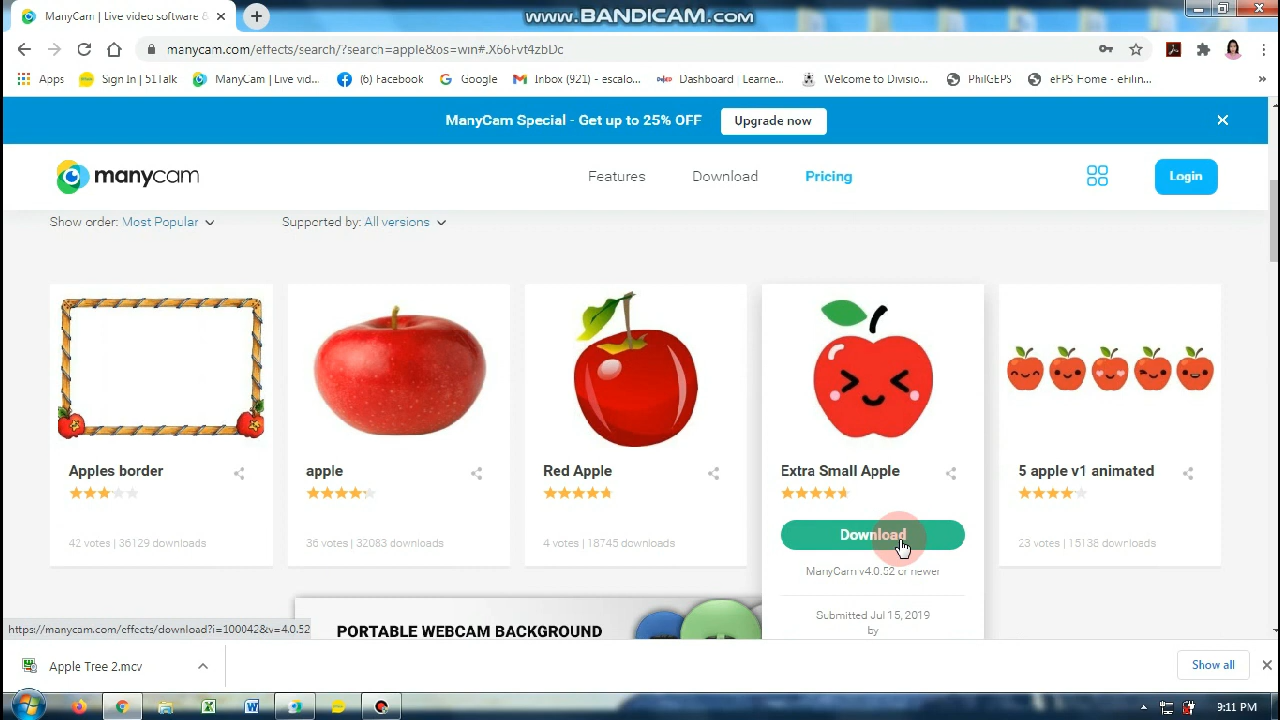 ManyCam | Live video software &
www.BANDICAM.com
manycam.com/effects/search/?search=apple&os=win#.X66Fvt4zbDc
Apps
Sign In | 51Talk
ManyCam | Live vid...
(6) Facebook
Google
Inbox (921) - escalo...
Dashboard - Learne...
Welcome to Divisio...
PhilGEPS
eFPS Home - eFilin...
»
ManyCam Special - Get up to 25% OFF
Upgrade now
manycam
Features
Download
Pricing
Login
Show order: Most Popular
Supported by: All versions
Apples border
apple
Red Apple
Extra Small Apple
5 apple v1 animated
Download
42 votes | 36129 downloads
36 votes | 32083 downloads
4 votes | 18745 downloads
23 votes | 15138 downloads
ManyCam v4.0.52 or newer
Submitted Jul 15, 2019
by
https://manycam.com/effects/download?i=100042&v=4.0.52
PORTABLE WEBCAM BACKGROUND
Apple Tree 2.mcv
Show all
9:11 PM